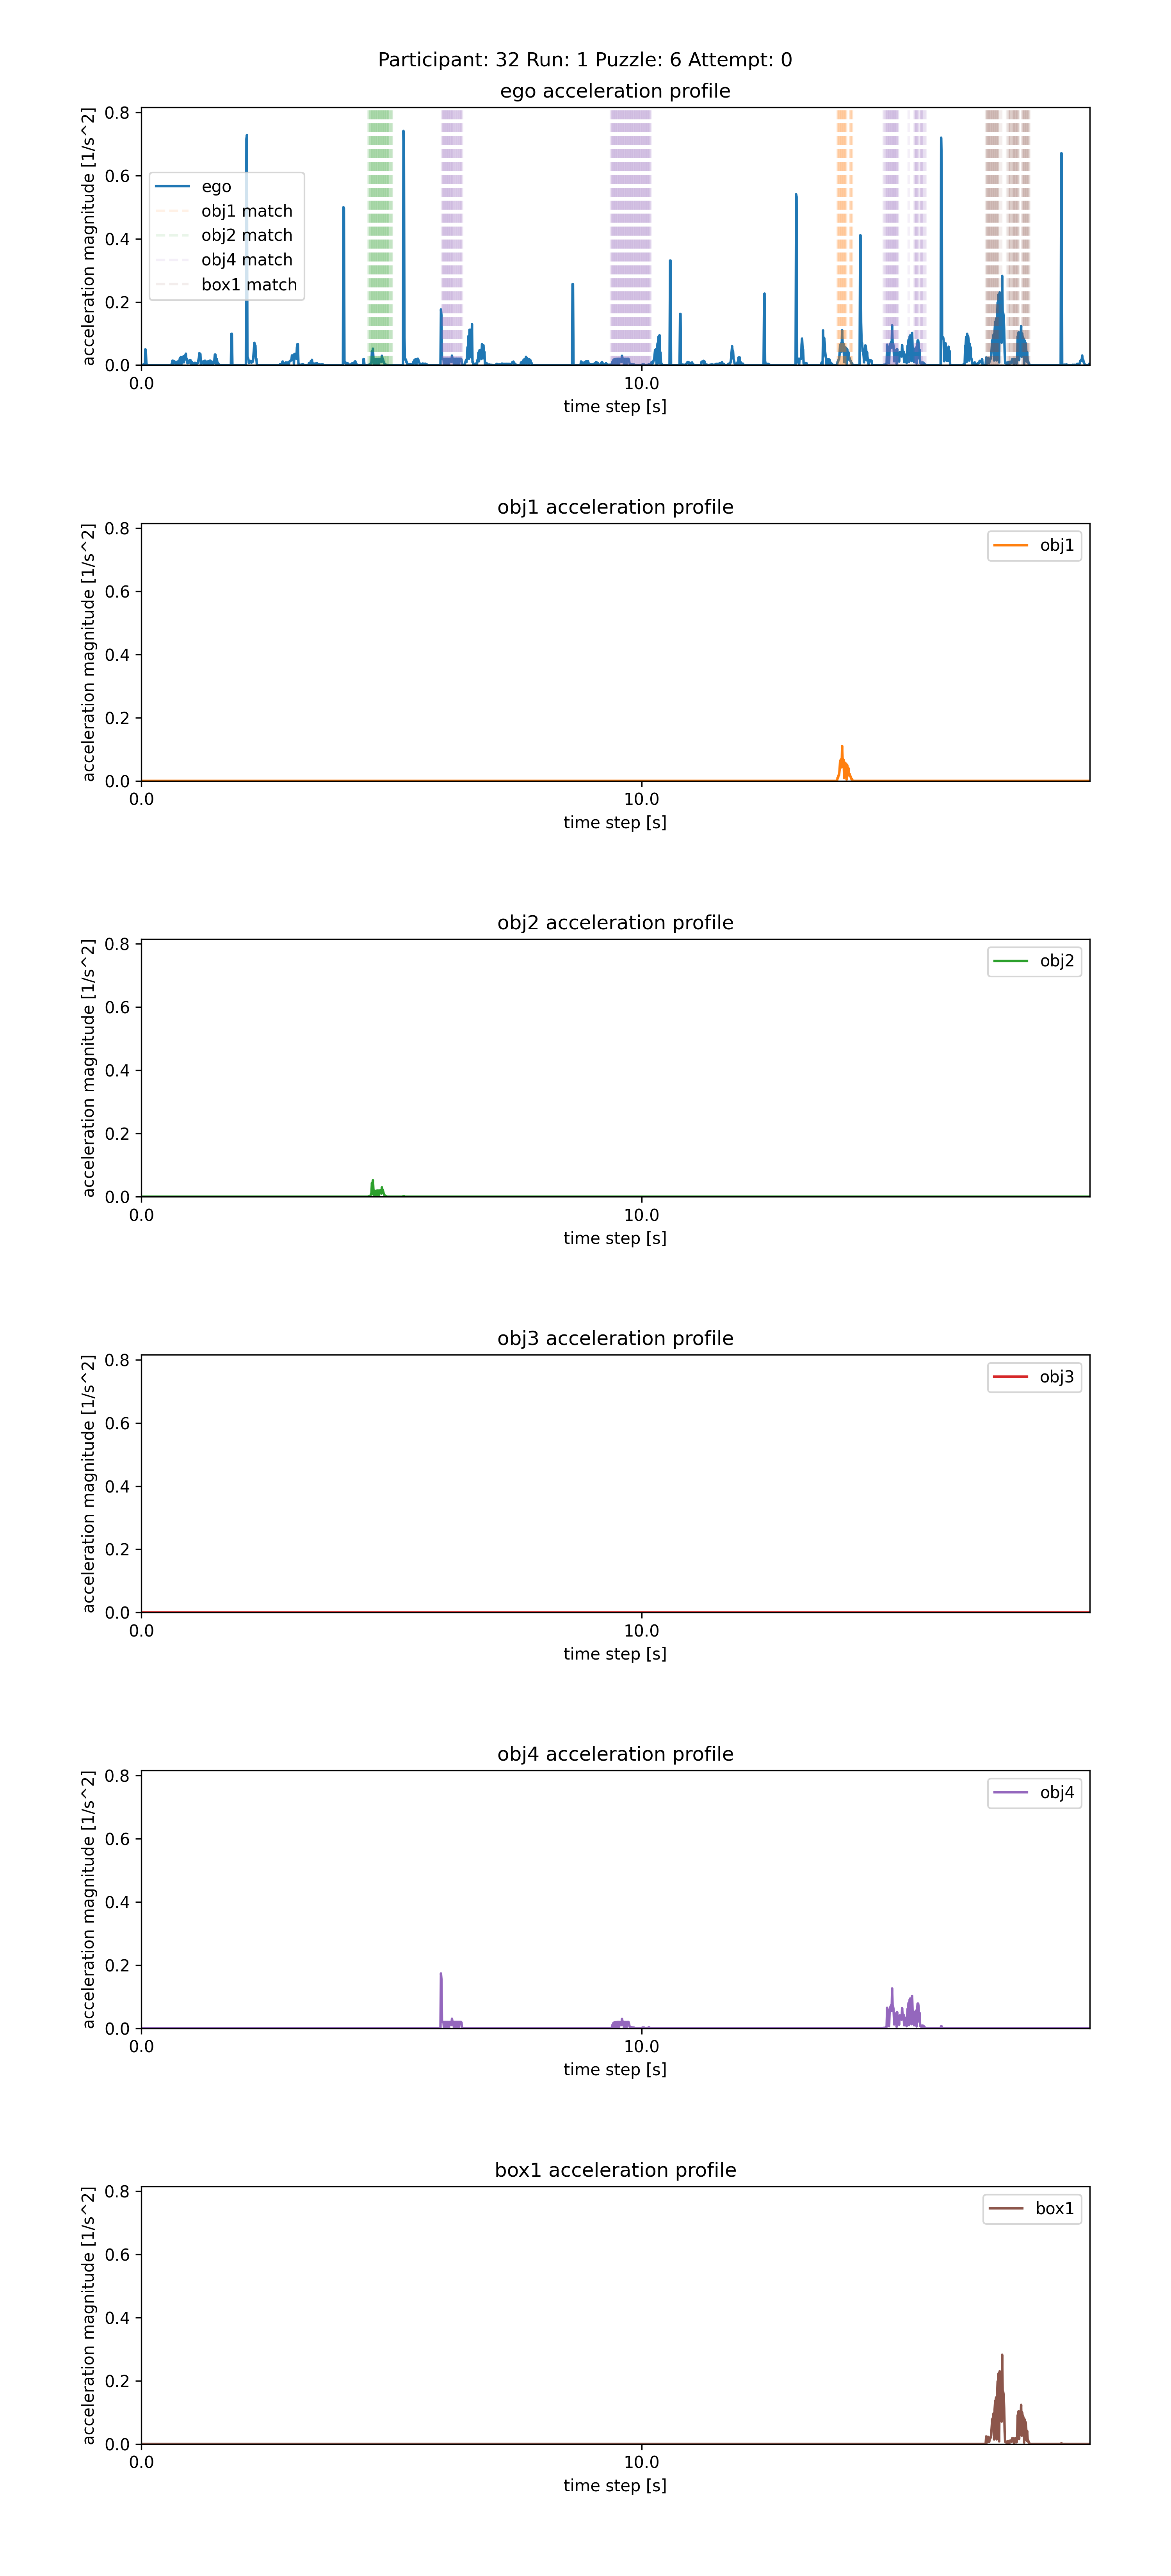 Participant: 32 Run: 1 Puzzle: 6 Attempt: 0
ego acceleration profile
acceleration magnitude [1/s^2]
0.8
0.6
0.4
0.2
0.0
ego
obj1 match
obj2 match
obj4 match
box1 match
0.0
10.0
time step [s]
obj1 acceleration profile
acceleration magnitude [1/s^2]
0.8
0.6
0.4
0.2
0.0
obj1
0.0
10.0
time step [s]
obj2 acceleration profile
acceleration magnitude [1/s^2]
0.8
0.6
0.4
0.2
0.0
obj2
0.0
10.0
time step [s]
obj3 acceleration profile
acceleration magnitude [1/s^2]
0.8
0.6
0.4
0.2
0.0
obj3
0.0
10.0
time step [s]
obj4 acceleration profile
acceleration magnitude [1/s^2]
0.8
0.6
0.4
0.2
0.0
obj4
0.0
10.0
time step [s]
box1 acceleration profile
acceleration magnitude [1/s^2]
0.8
0.6
0.4
0.2
0.0
box1
0.0
10.0
time step [s]